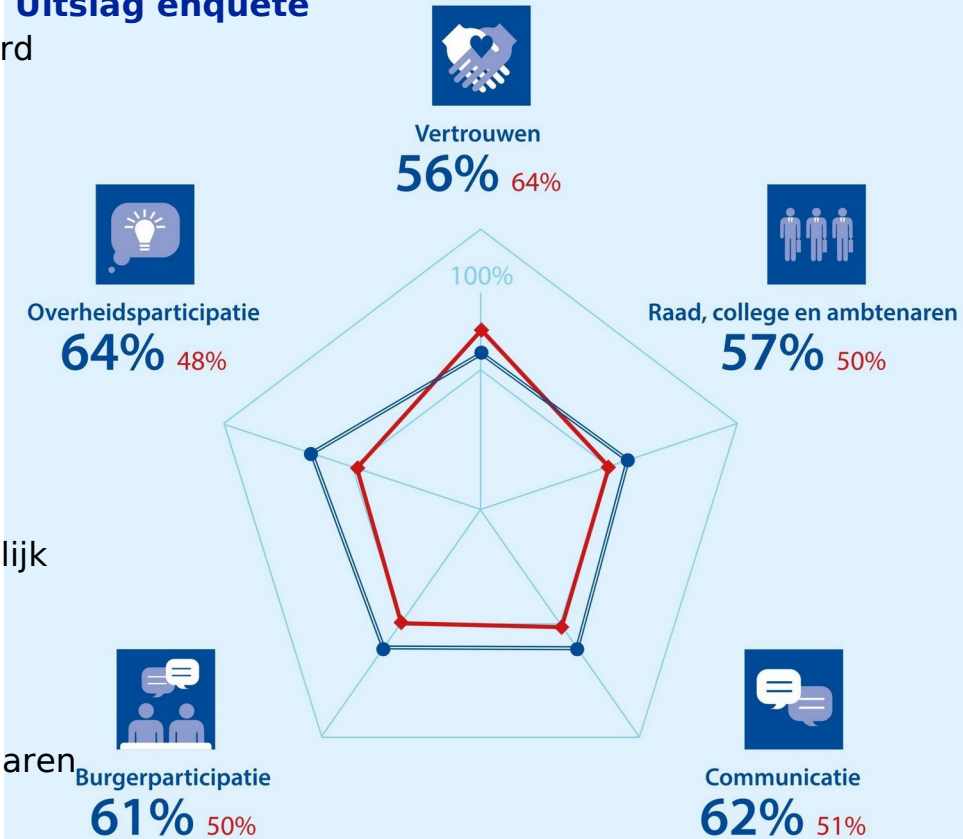 Uitslag enquete
rd
Vertrouwen
56% 64%
100%
Overheidsparticipatie
64% 48%
Raad, college en ambtenaren
57% 50%
lijk
aren
Burgerparticipatie
61% 50%
Communicatie
62% 51%